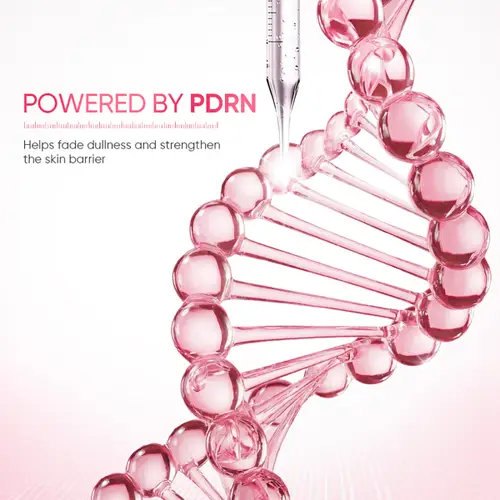 POWERED BY PDRN
Helps fade dullness and strengthen
the skin barrier